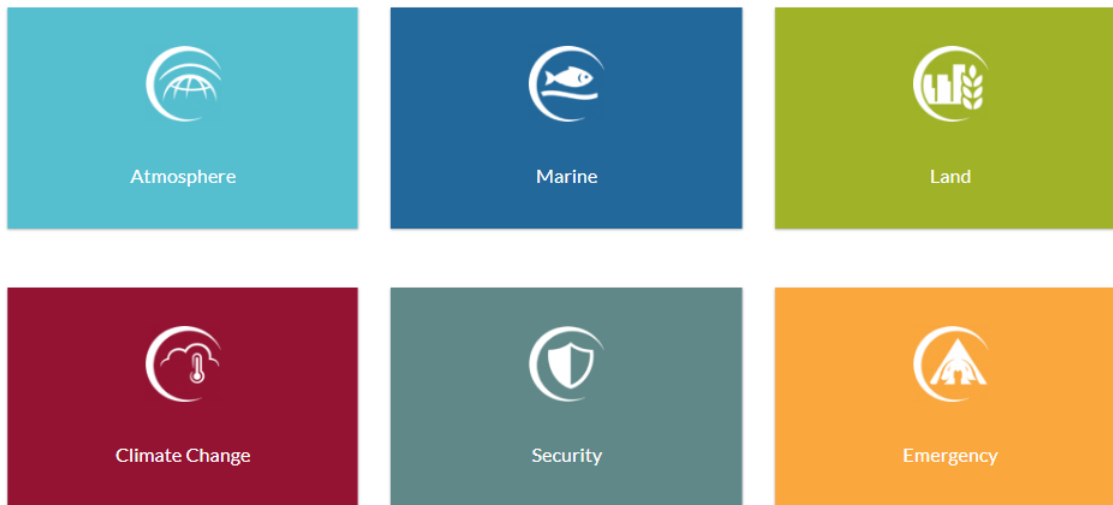 Atmosphere
Marine
Land
Climate Change
Security
Emergency